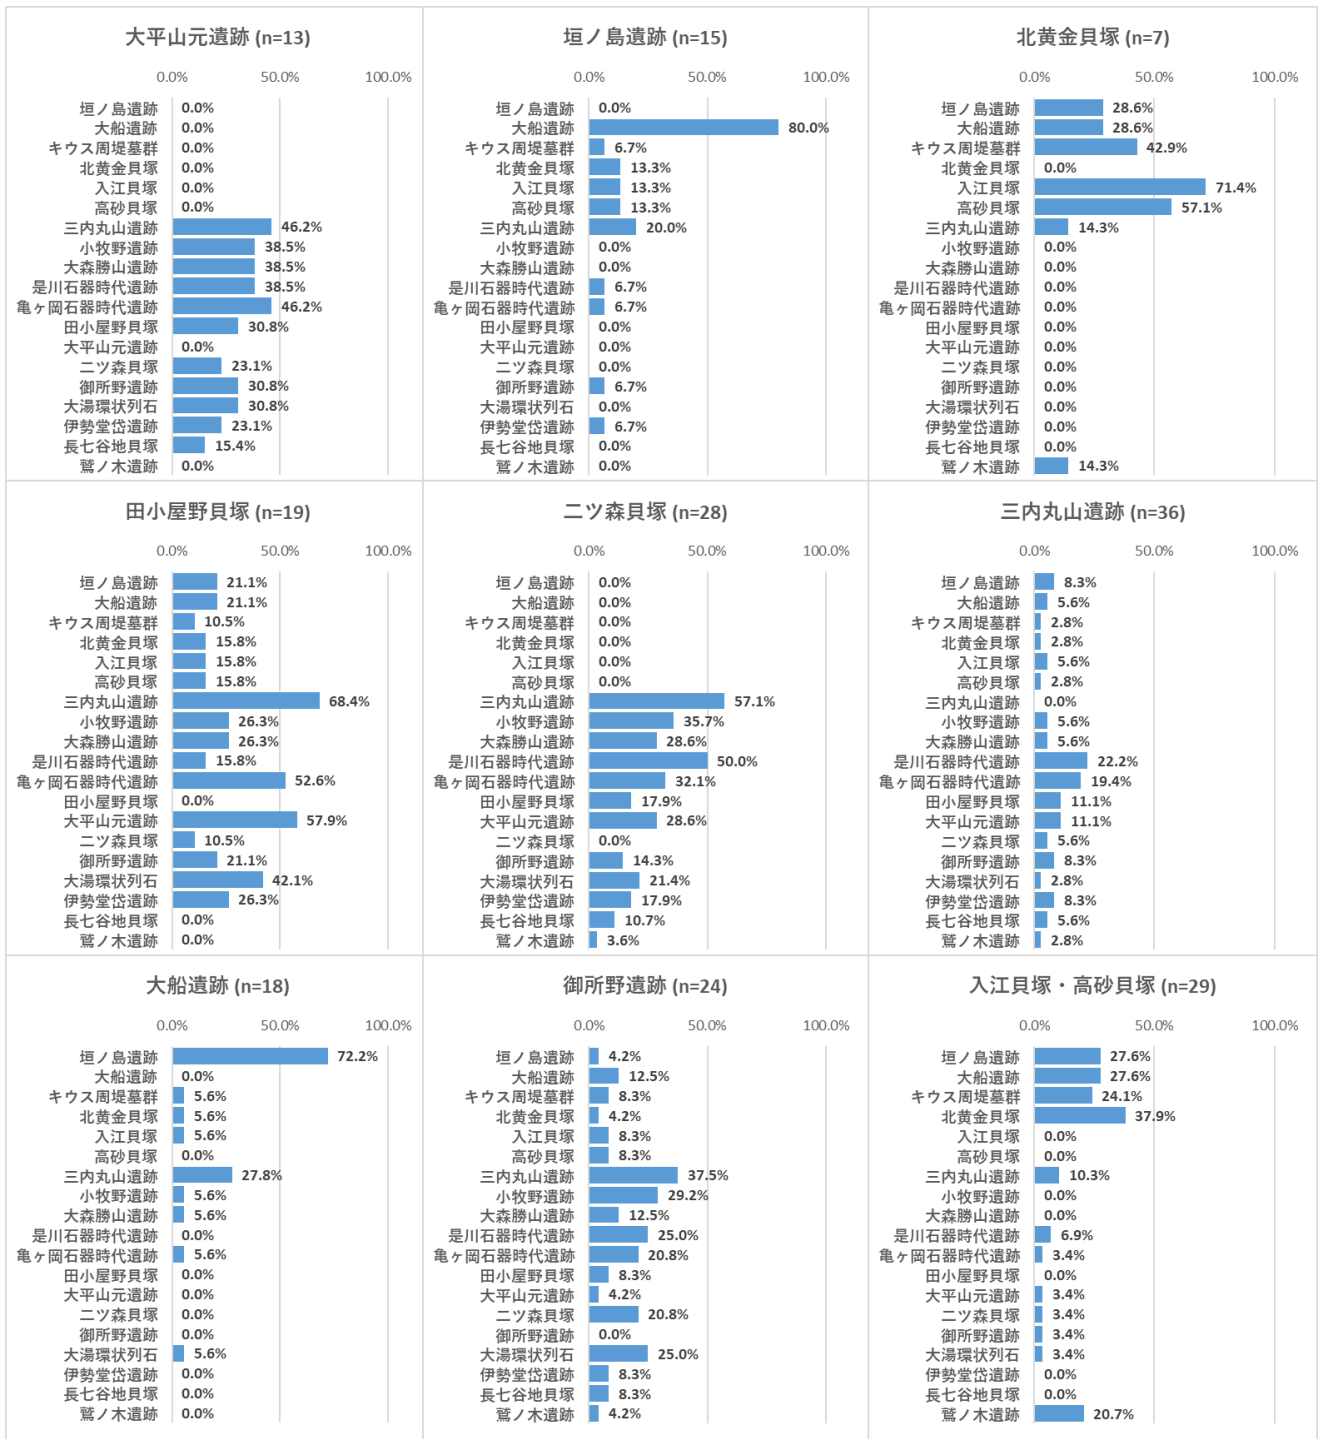 大平山元遺跡 (n=13)
0.0% 50.0% 100.0%
垣ノ島遺跡 0.0%
大船遺跡 0.0%
キウス周堤墓群 0.0%
北黄金貝塚 0.0%
入江貝塚 0.0%
高砂貝塚 0.0%
三内丸山遺跡 46.2%
小牧野遺跡 38.5%
大森勝山遺跡 38.5%
是川石器時代遺跡 38.5%
亀ヶ岡石器時代遺跡 46.2%
田小屋野貝塚 30.8%
大平山元遺跡 0.0%
二ツ森貝塚 23.1%
御所野遺跡 30.8%
大湯環状列石 30.8%
伊勢堂岱遺跡 23.1%
長七谷地貝塚 15.4%
鷲ノ木遺跡 0.0%
垣ノ島遺跡 (n=15)
0.0% 50.0% 100.0%
垣ノ島遺跡 0.0%
大船遺跡 80.0%
キウス周堤墓群 6.7%
北黄金貝塚 13.3%
入江貝塚 13.3%
高砂貝塚 13.3%
三内丸山遺跡 20.0%
小牧野遺跡 0.0%
大森勝山遺跡 0.0%
是川石器時代遺跡 6.7%
亀ヶ岡石器時代遺跡 6.7%
田小屋野貝塚 0.0%
大平山元遺跡 0.0%
二ツ森貝塚 0.0%
御所野遺跡 6.7%
大湯環状列石 0.0%
伊勢堂岱遺跡 6.7%
長七谷地貝塚 0.0%
鷲ノ木遺跡 0.0%
北黄金貝塚 (n=7)
0.0% 50.0% 100.0%
垣ノ島遺跡 28.6%
大船遺跡 28.6%
キウス周堤墓群 42.9%
北黄金貝塚 0.0%
入江貝塚 71.4%
高砂貝塚 57.1%
三内丸山遺跡 14.3%
小牧野遺跡 0.0%
大森勝山遺跡 0.0%
是川石器時代遺跡 0.0%
亀ヶ岡石器時代遺跡 0.0%
田小屋野貝塚 0.0%
大平山元遺跡 0.0%
二ツ森貝塚 0.0%
御所野遺跡 0.0%
大湯環状列石 0.0%
伊勢堂岱遺跡 0.0%
長七谷地貝塚 0.0%
鷲ノ木遺跡 14.3%
田小屋野貝塚 (n=19)
0.0% 50.0% 100.0%
垣ノ島遺跡 21.1%
大船遺跡 21.1%
キウス周堤墓群 10.5%
北黄金貝塚 15.8%
入江貝塚 15.8%
高砂貝塚 15.8%
三内丸山遺跡 68.4%
小牧野遺跡 26.3%
大森勝山遺跡 26.3%
是川石器時代遺跡 15.8%
亀ヶ岡石器時代遺跡 52.6%
田小屋野貝塚 0.0%
大平山元遺跡 57.9%
二ツ森貝塚 10.5%
御所野遺跡 21.1%
大湯環状列石 42.1%
伊勢堂岱遺跡 26.3%
長七谷地貝塚 0.0%
鷲ノ木遺跡 0.0%
二ツ森貝塚 (n=28)
0.0% 50.0% 100.0%
垣ノ島遺跡 0.0%
大船遺跡 0.0%
キウス周堤墓群 0.0%
北黄金貝塚 0.0%
入江貝塚 0.0%
高砂貝塚 0.0%
三内丸山遺跡 57.1%
小牧野遺跡 35.7%
大森勝山遺跡 28.6%
是川石器時代遺跡 50.0%
亀ヶ岡石器時代遺跡 32.1%
田小屋野貝塚 17.9%
大平山元遺跡 28.6%
二ツ森貝塚 0.0%
御所野遺跡 14.3%
大湯環状列石 21.4%
伊勢堂岱遺跡 17.9%
長七谷地貝塚 10.7%
鷲ノ木遺跡 3.6%
三内丸山遺跡 (n=36)
0.0% 50.0% 100.0%
垣ノ島遺跡 8.3%
大船遺跡 5.6%
キウス周堤墓群 2.8%
北黄金貝塚 2.8%
入江貝塚 5.6%
高砂貝塚 2.8%
三内丸山遺跡 0.0%
小牧野遺跡 5.6%
大森勝山遺跡 5.6%
是川石器時代遺跡 22.2%
亀ヶ岡石器時代遺跡 19.4%
田小屋野貝塚 11.1%
大平山元遺跡 11.1%
二ツ森貝塚 5.6%
御所野遺跡 8.3%
大湯環状列石 2.8%
伊勢堂岱遺跡 8.3%
長七谷地貝塚 5.6%
鷲ノ木遺跡 2.8%
大船遺跡 (n=18)
0.0% 50.0% 100.0%
垣ノ島遺跡 72.2%
大船遺跡 0.0%
キウス周堤墓群 5.6%
北黄金貝塚 5.6%
入江貝塚 5.6%
高砂貝塚 0.0%
三内丸山遺跡 27.8%
小牧野遺跡 5.6%
大森勝山遺跡 5.6%
是川石器時代遺跡 0.0%
亀ヶ岡石器時代遺跡 5.6%
田小屋野貝塚 0.0%
大平山元遺跡 0.0%
二ツ森貝塚 0.0%
御所野遺跡 0.0%
大湯環状列石 5.6%
伊勢堂岱遺跡 0.0%
長七谷地貝塚 0.0%
鷲ノ木遺跡 0.0%
御所野遺跡 (n=24)
0.0% 50.0% 100.0%
垣ノ島遺跡 4.2%
大船遺跡 12.5%
キウス周堤墓群 8.3%
北黄金貝塚 4.2%
入江貝塚 8.3%
高砂貝塚 8.3%
三内丸山遺跡 37.5%
小牧野遺跡 29.2%
大森勝山遺跡 12.5%
是川石器時代遺跡 25.0%
亀ヶ岡石器時代遺跡 20.8%
田小屋野貝塚 8.3%
大平山元遺跡 4.2%
二ツ森貝塚 20.8%
御所野遺跡 0.0%
大湯環状列石 25.0%
伊勢堂岱遺跡 8.3%
長七谷地貝塚 8.3%
鷲ノ木遺跡 4.2%
入江貝塚・高砂貝塚 (n=29)
0.0% 50.0% 100.0%
垣ノ島遺跡 27.6%
大船遺跡 27.6%
キウス周堤墓群 24.1%
北黄金貝塚 37.9%
入江貝塚 0.0%
高砂貝塚 0.0%
三内丸山遺跡 10.3%
小牧野遺跡 0.0%
大森勝山遺跡 0.0%
是川石器時代遺跡 6.9%
亀ヶ岡石器時代遺跡 3.4%
田小屋野貝塚 0.0%
大平山元遺跡 3.4%
二ツ森貝塚 3.4%
御所野遺跡 3.4%
大湯環状列石 3.4%
伊勢堂岱遺跡 0.0%
長七谷地貝塚 0.0%
鷲ノ木遺跡 20.7%